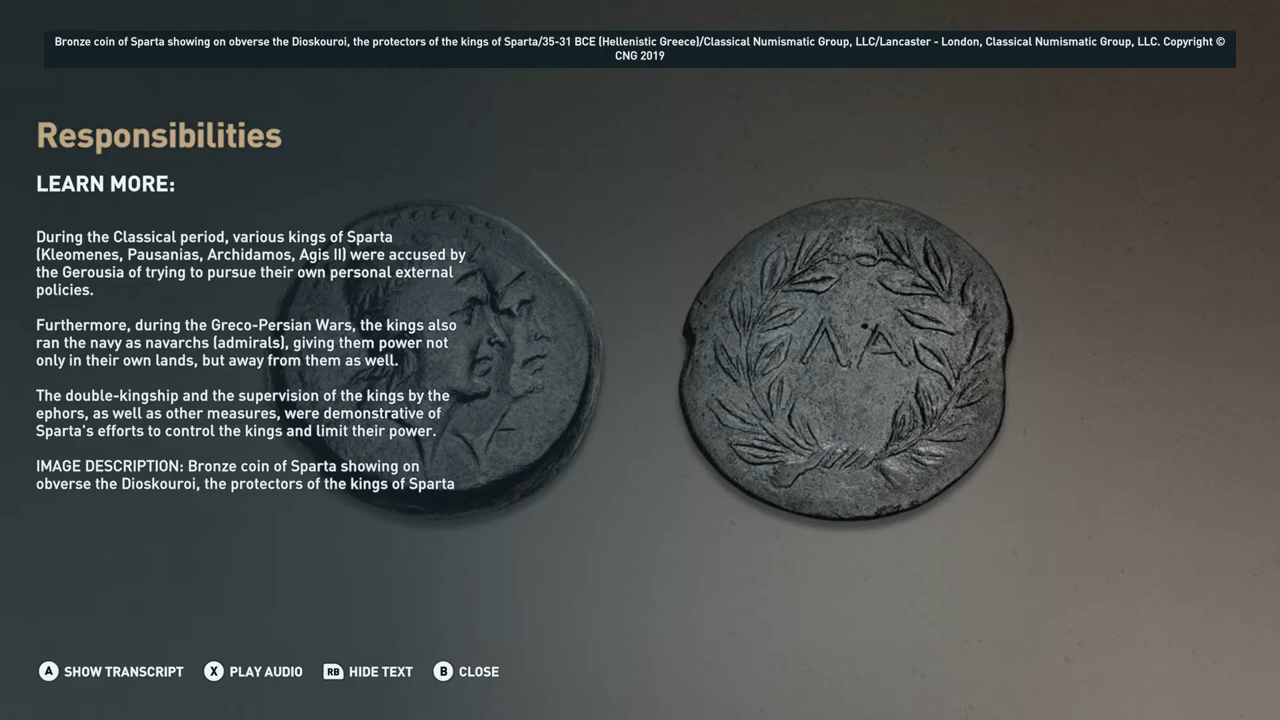 Bronze coin of Sparta showing on obverse the Dioskouroi, the protectors of the kings of Sparta/35-31 BCE (Hellenistic Greece)/Classical Numismatic Group, LLC/Lancaster - London, Classical Numismatic Group, LLC. Copyright ©
CNG 2019
Responsibilities
LEARN MORE:
During the Classical period, various kings of Sparta
(Kleomenes, Pausanias, Archidamos, Agis II) were accused by
the Gerousia of trying to pursue their own personal external
policies.
Furthermore, during the Greco-Persian Wars, the kings also
ran the navy as navarchs (admirals), giving them power not
only in their own lands, but away from them as well.
The double-kingship and the supervision of the kings by the
ephors, as well as other measures, were demonstrative of
Sparta's efforts to control the kings and limit their power.
IMAGE DESCRIPTION: Bronze coin of Sparta showing on
obverse the Dioskouroi, the protectors of the kings of Sparta
ΛΑ
A SHOW TRANSCRIPT X PLAY AUDIO RB HIDE TEXT B CLOSE